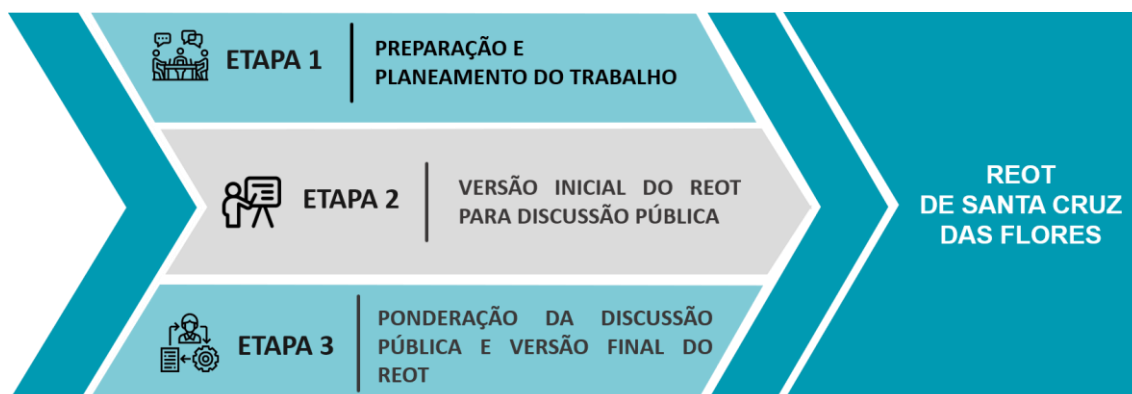 ETAPA 1
PREPARAÇÃO E
PLANEAMENTO DO TRABALHO
ETAPA 2
VERSÃO INICIAL DO REOT
PARA DISCUSSÃO PÚBLICA
ETAPA 3
PONDERAÇÃO DA DISCUSSÃO
PÚBLICA E VERSÃO FINAL DO
REOT
REOT
DE SANTA CRUZ
DAS FLORES